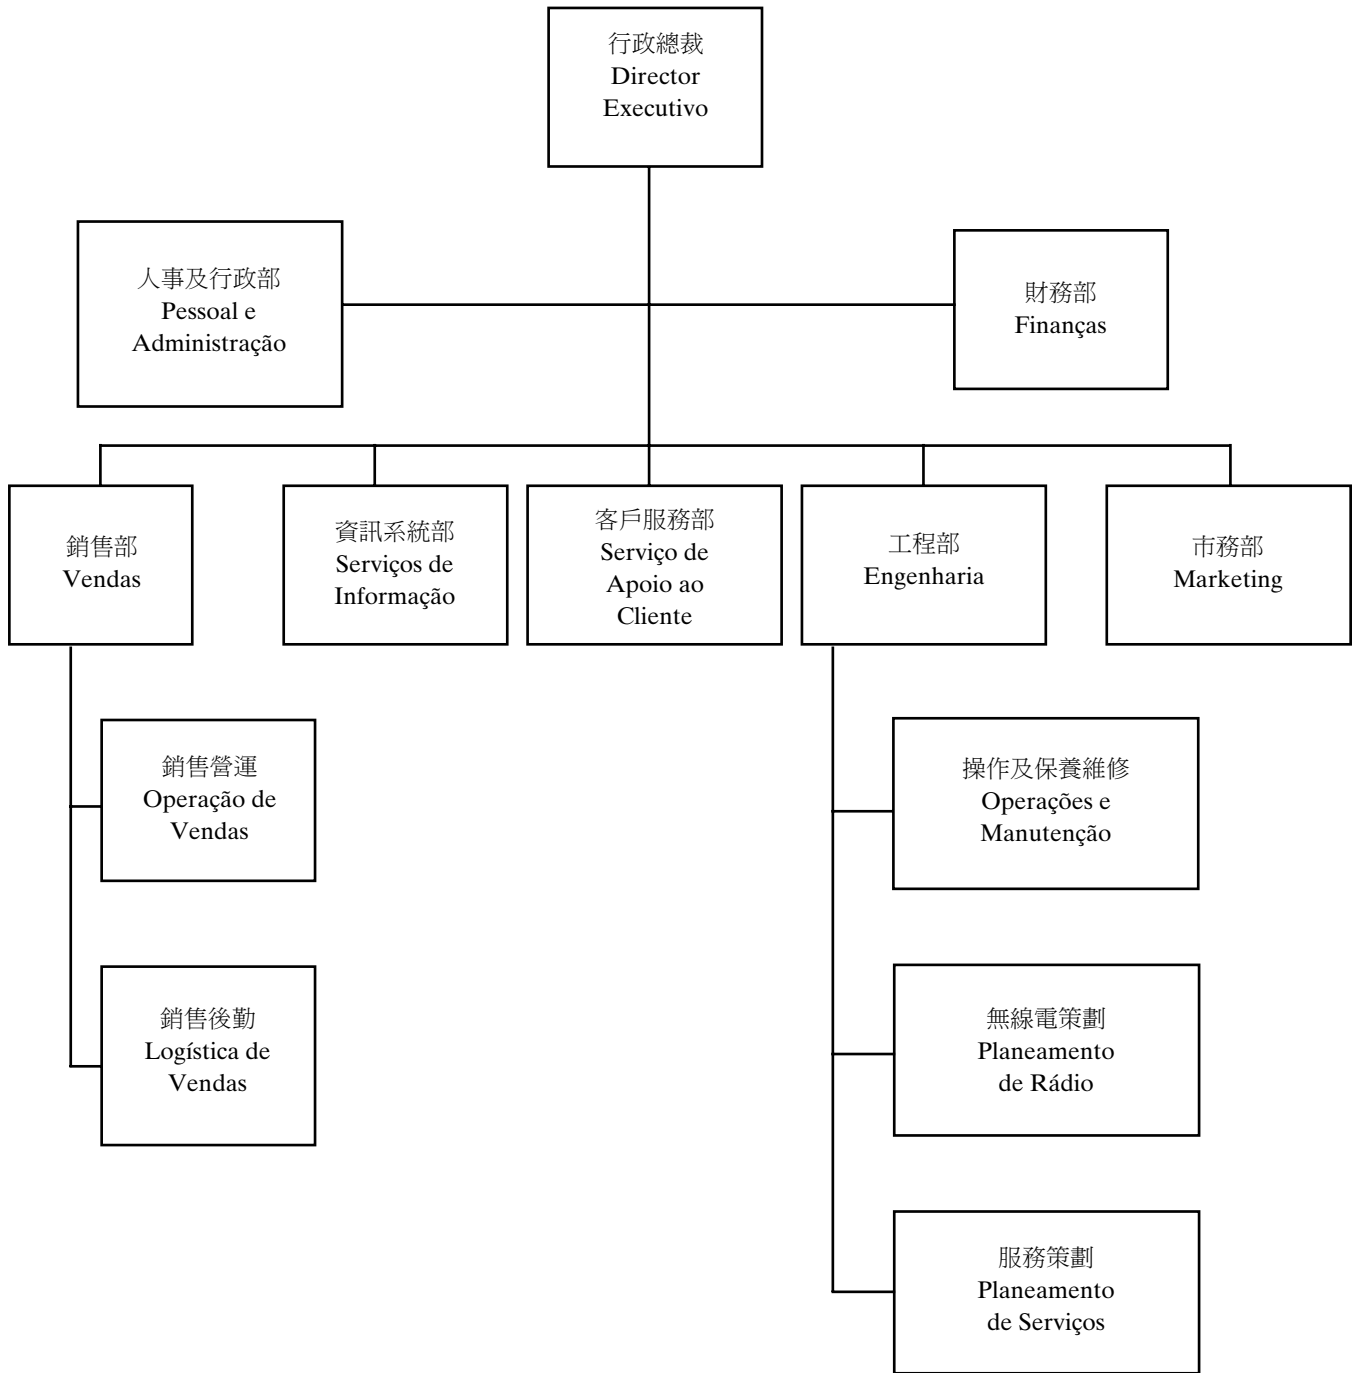 行政總裁
Director
Executivo
人事及行政部
Pessoal e
Administração
財務部
Finanças
銷售部
Vendas
資訊系統部
Serviços de
Informação
客戶服務部
Serviço de
Apoio ao
Cliente
工程部
Engenharia
市務部
Marketing
銷售營運
Operação de
Vendas
銷售後勤
Logística de
Vendas
操作及保養維修
Operações e
Manutenção
無線電策劃
Planeamento
de Rádio
服務策劃
Planeamento
de Serviços